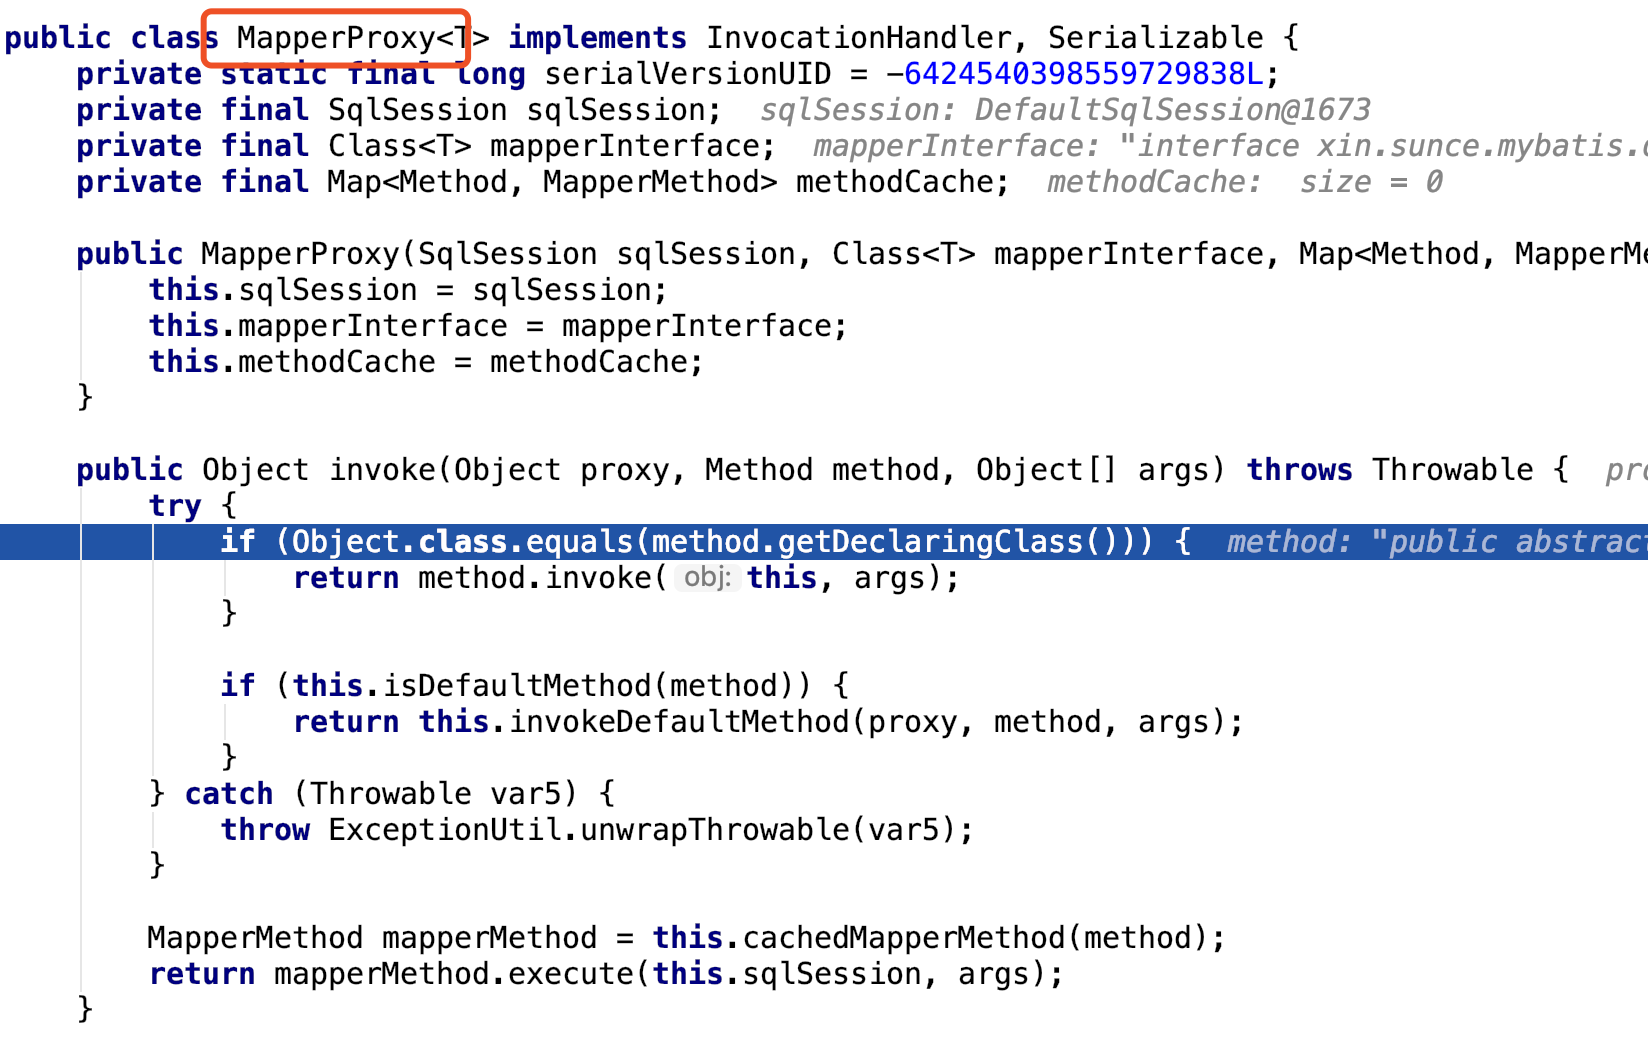 public class MapperProxy<T> implements InvocationHandler, Serializable {
    private static final long serialVersionUID = -6424540398559729838L;
    private final SqlSession sqlSession;  sqlSession: DefaultSqlSession@1673
    private final Class<T> mapperInterface;  mapperInterface: "interface xin.sunce.mybatis.
    private final Map<Method, MapperMethod> methodCache;  methodCache:  size = 0
    public MapperProxy(SqlSession sqlSession, Class<T> mapperInterface, Map<Method, MapperMe
        this.sqlSession = sqlSession;
        this.mapperInterface = mapperInterface;
        this.methodCache = methodCache;
    }
    public Object invoke(Object proxy, Method method, Object[] args) throws Throwable {  pro
        try {
            if (Object.class.equals(method.getDeclaringClass())) {  method: "public abstract
                return method.invoke( obj: this, args);
            }
            if (this.isDefaultMethod(method)) {
                return this.invokeDefaultMethod(proxy, method, args);
            }
        } catch (Throwable var5) {
            throw ExceptionUtil.unwrapThrowable(var5);
        }
        MapperMethod mapperMethod = this.cachedMapperMethod(method);
        return mapperMethod.execute(this.sqlSession, args);
    }